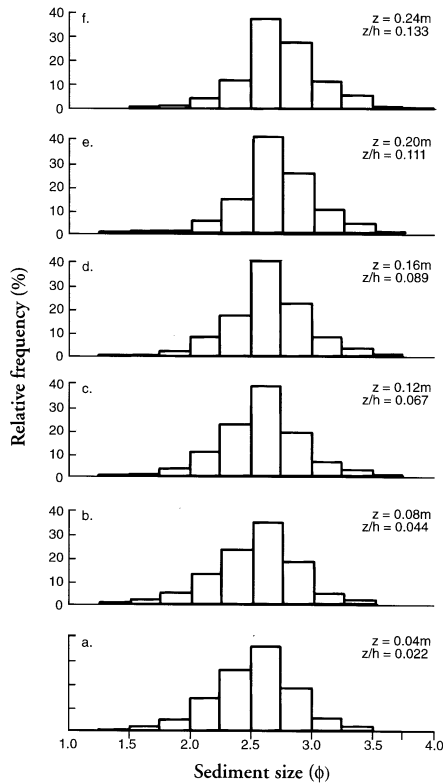 f.
z = 0.24m
z/h = 0.133
40
30
20
10
0
e.
z = 0.20m
z/h = 0.111
40
30
20
10
0
d.
z = 0.16m
z/h = 0.089
40
30
20
10
0
c.
z = 0.12m
z/h = 0.067
40
30
20
10
0
b.
z = 0.08m
z/h = 0.044
40
30
20
10
0
a.
z = 0.04m
z/h = 0.022
1.0 1.5 2.0 2.5 3.0 3.5 4.0
Sediment size (ϕ)
Relative frequency (%)